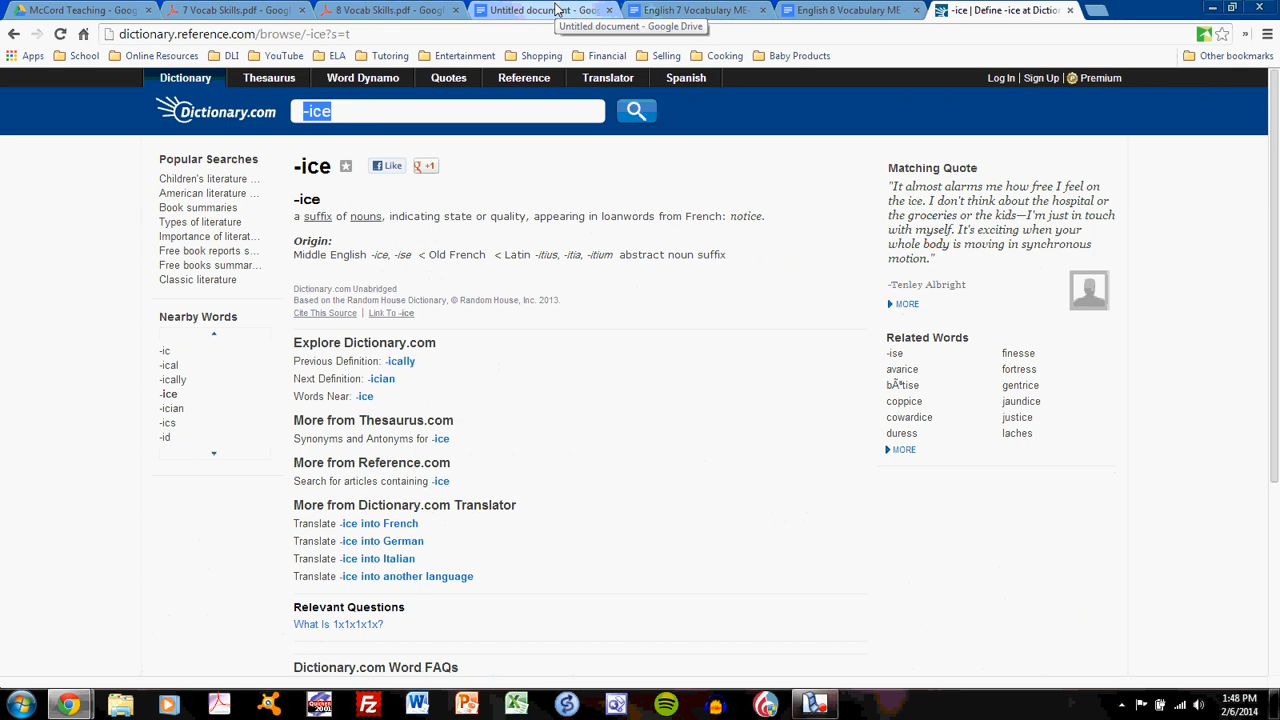 McCord Teaching - Goog
7 Vocab Skills.pdf - Goog
8 Vocab Skills.pdf - Goog
Untitled document - Goo
English 7 Vocabulary ME-
English 8 Vocabulary ME
-ice | Define -ice at Diction
Untitled document - Google Drive
dictionary.reference.com/browse/-ice?s=t
Apps School Online Resources DLI YouTube ELA Tutoring Entertainment Shopping Financial Selling Cooking Baby Products Other bookmarks
Dictionary Thesaurus Word Dynamo Quotes Reference Translator Spanish Log In | Sign Up | Premium
Dictionary.com -ice
Popular Searches
Children's literature ...
American literature ...
Book summaries
Types of literature
Importance of literat...
Free book reports s...
Free books summar...
Classic literature
Nearby Words
-ic
-ical
-ically
-ice
-ician
-ics
-id
-ice Like +1
-ice
a suffix of nouns, indicating state or quality, appearing in loanwords from French: notice.
Origin:
Middle English -ice, -ise < Old French < Latin -itius, -itia, -itium abstract noun suffix
Dictionary.com Unabridged
Based on the Random House Dictionary, © Random House, Inc. 2013.
Cite This Source | Link To -ice
Explore Dictionary.com
Previous Definition: -ically
Next Definition: -ician
Words Near: -ice
More from Thesaurus.com
Synonyms and Antonyms for -ice
More from Reference.com
Search for articles containing -ice
More from Dictionary.com Translator
Translate -ice into French
Translate -ice into German
Translate -ice into Italian
Translate -ice into another language
Relevant Questions
What Is 1x1x1x1x?
Dictionary.com Word FAQs
Matching Quote
"It almost alarms me how free I feel on
the ice. I don't think about the hospital or
the groceries or the kids—I'm just in touch
with myself. It's exciting when your
whole body is moving in synchronous
motion."
-Tenley Albright
MORE
Related Words
-ise finesse
avarice fortress
bÃªtise gentrice
coppice jaundice
cowardice justice
duress laches
MORE
1:48 PM
2/6/2014